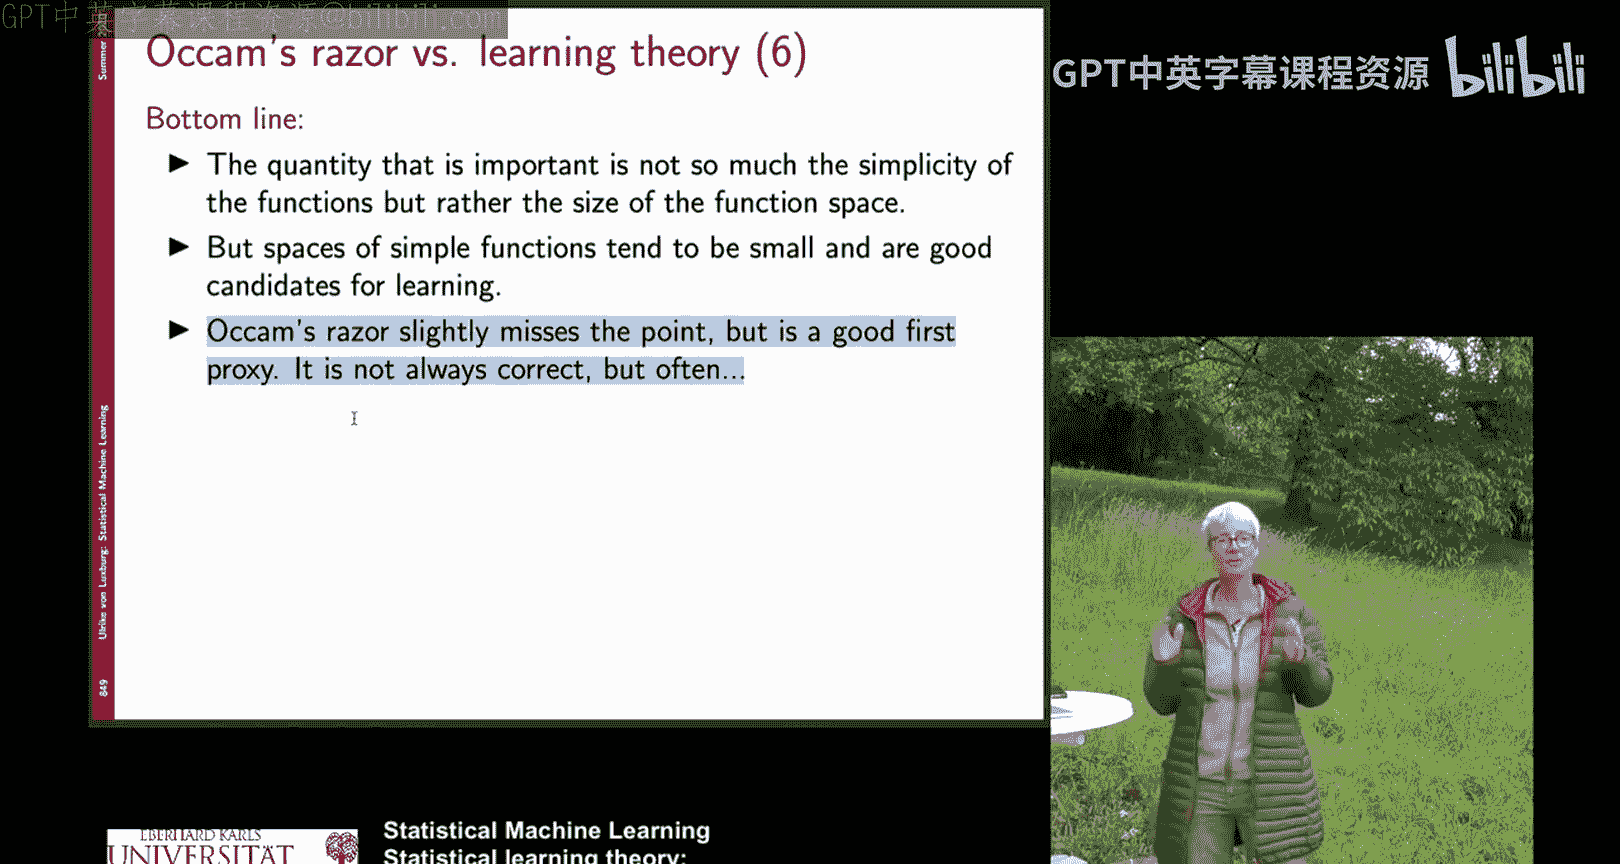 GPT中英字幕课程资源@bilibili.com
Occam's razor vs. learning theory (6)
Bottom line:
The quantity that is important is not so much the simplicity of
the functions but rather the size of the function space.
But spaces of simple functions tend to be small and are good
candidates for learning.
Occam's razor slightly misses the point, but is a good first
proxy. It is not always correct, but often...
Summer
Ulrike von Luxburg: Statistical Machine Learning
849
GPT中英字幕课程资源 bilibili
EBERHARD KARLS
UNIVERSITÄT
Statistical Machine Learning
Statistical learning theory: